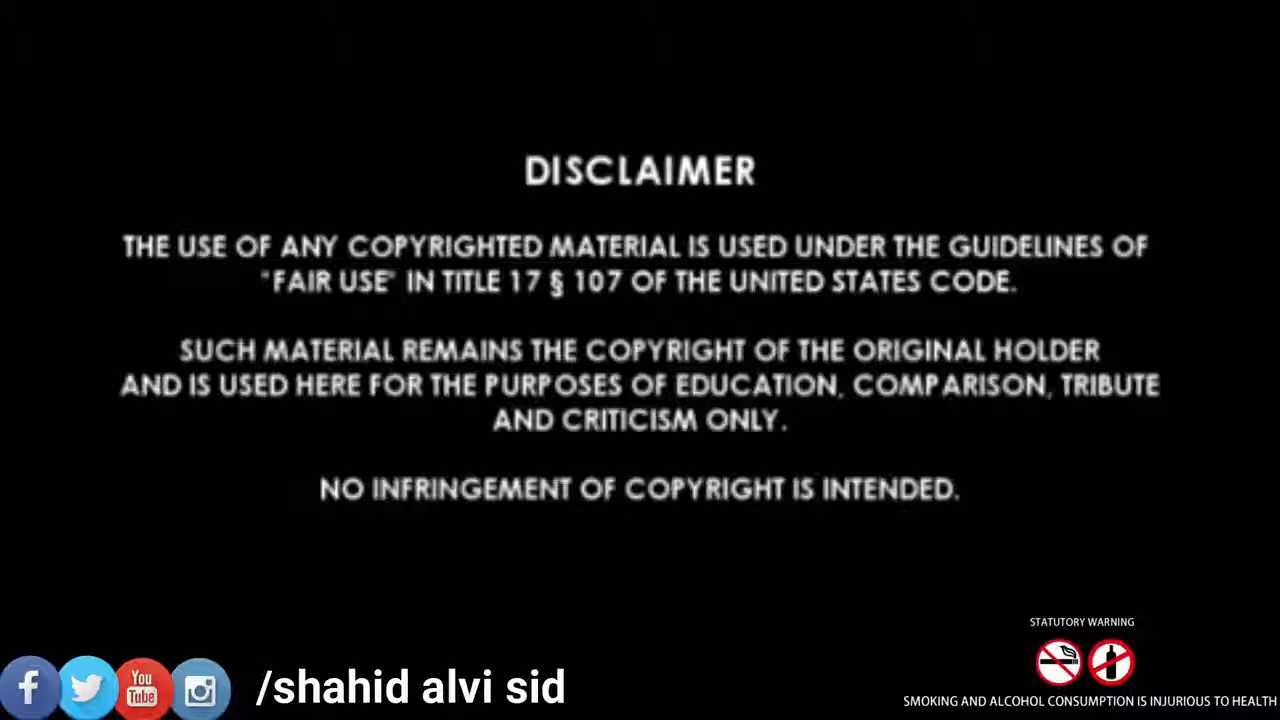 DISCLAIMER
THE USE OF ANY COPYRIGHTED MATERIAL IS USED UNDER THE GUIDELINES OF
"FAIR USE" IN TITLE 17 § 107 OF THE UNITED STATES CODE.
SUCH MATERIAL REMAINS THE COPYRIGHT OF THE ORIGINAL HOLDER
AND IS USED HERE FOR THE PURPOSES OF EDUCATION, COMPARISON, TRIBUTE
AND CRITICISM ONLY.
NO INFRINGEMENT OF COPYRIGHT IS INTENDED.
STATUTORY WARNING
SMOKING AND ALCOHOL CONSUMPTION IS INJURIOUS TO HEALTH
f
You
Tube
/shahid alvi sid